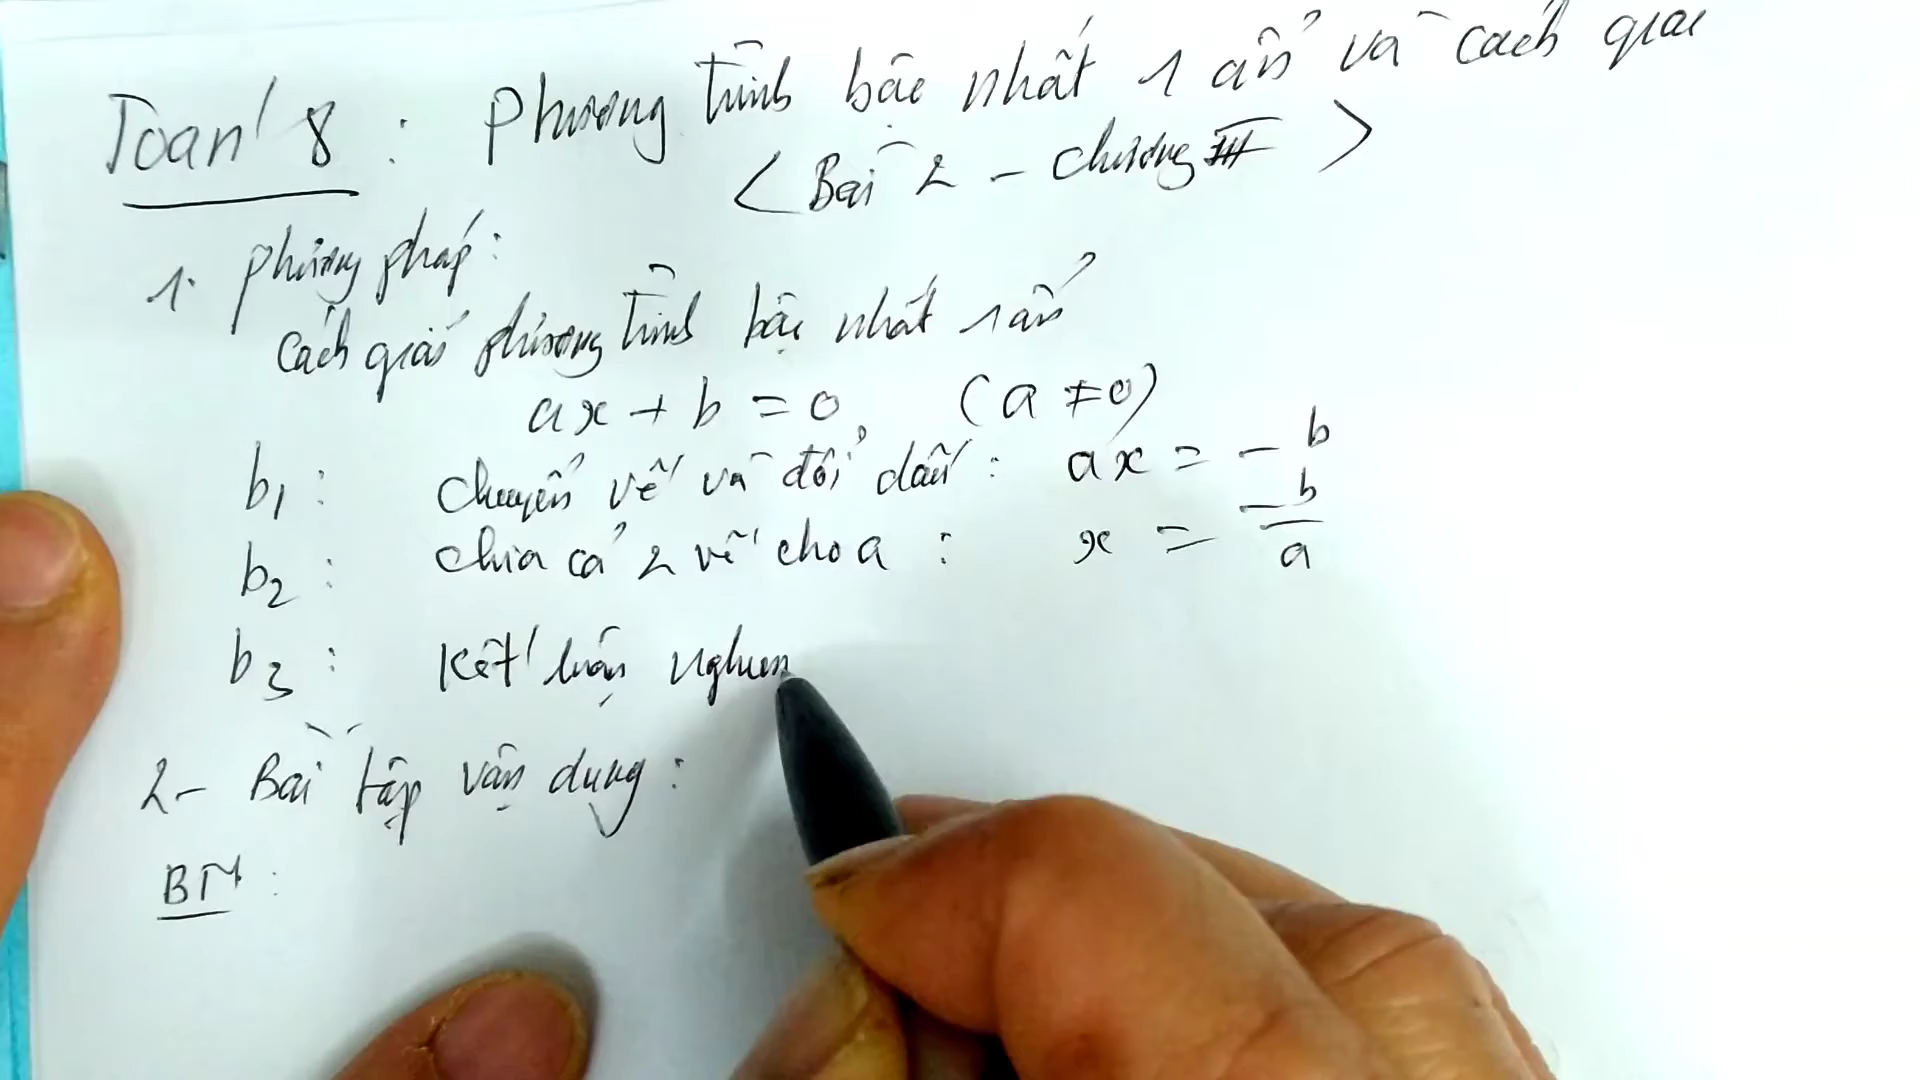 Toán 8 : Phương trình bậc nhất 1 ẩn và cách giải
< Bài 2 - chương III >
1. phương pháp :
Cách giải phương trình bậc nhất 1 ẩn
ax + b = 0 (a ≠ 0)
b1 : chuyển vế và đổi dấu : ax = -b
b2 : chia cả 2 vế cho a : x = -b/a
b3 : Kết luận nghiệm
2- Bài tập vận dụng :